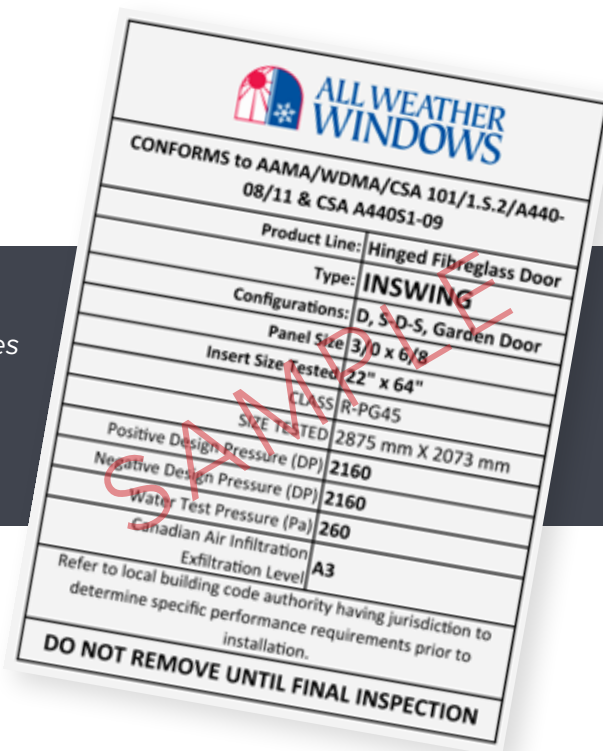 ALL WEATHER
WINDOWS
CONFORMS to AAMA/WDMA/CSA 101/1.S.2/A440-
08/11 & CSA A440S1-09
Product Line: Hinged Fibreglass Door
Type: INSWING
Configurations: D, S-D-S, Garden Door
Panel Size 3/0 x 6/8
Insert Size Tested 22" x 64"
CLASS R-PG45
SIZE TESTED 2875 mm X 2073 mm
Positive Design Pressure (DP) 2160
Negative Design Pressure (DP) 2160
Water Test Pressure (Pa) 260
Canadian Air Infiltration
Exfiltration Level A3
Refer to local building code authority having jurisdiction to
determine specific performance requirements prior to
installation.
DO NOT REMOVE UNTIL FINAL INSPECTION
SAMPLE